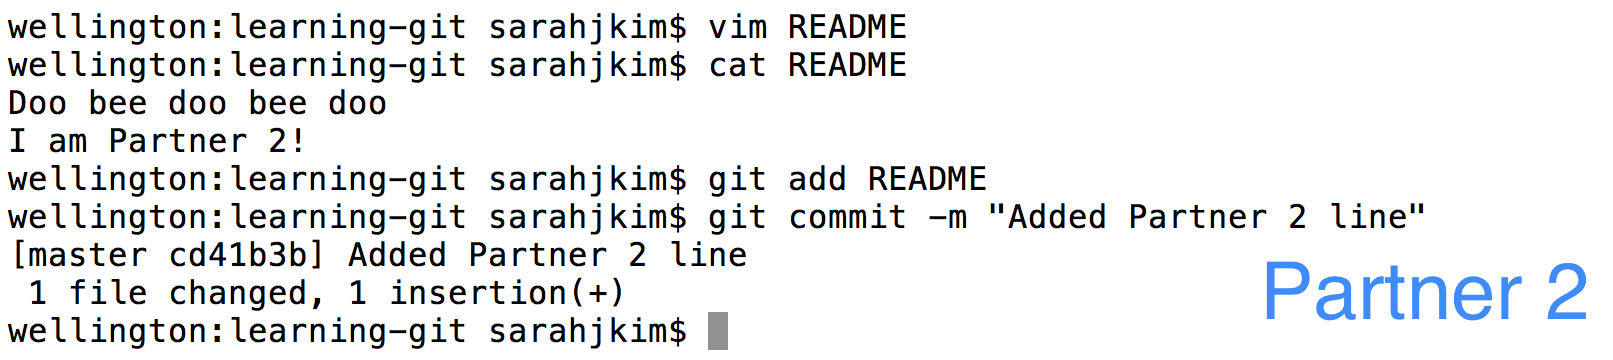 wellington:learning-git sarahjkim$ vim README
wellington:learning-git sarahjkim$ cat README
Doo bee doo bee doo
I am Partner 2!
wellington:learning-git sarahjkim$ git add README
wellington:learning-git sarahjkim$ git commit -m "Added Partner 2 line"
[master cd41b3b] Added Partner 2 line
 1 file changed, 1 insertion(+)
wellington:learning-git sarahjkim$
Partner 2